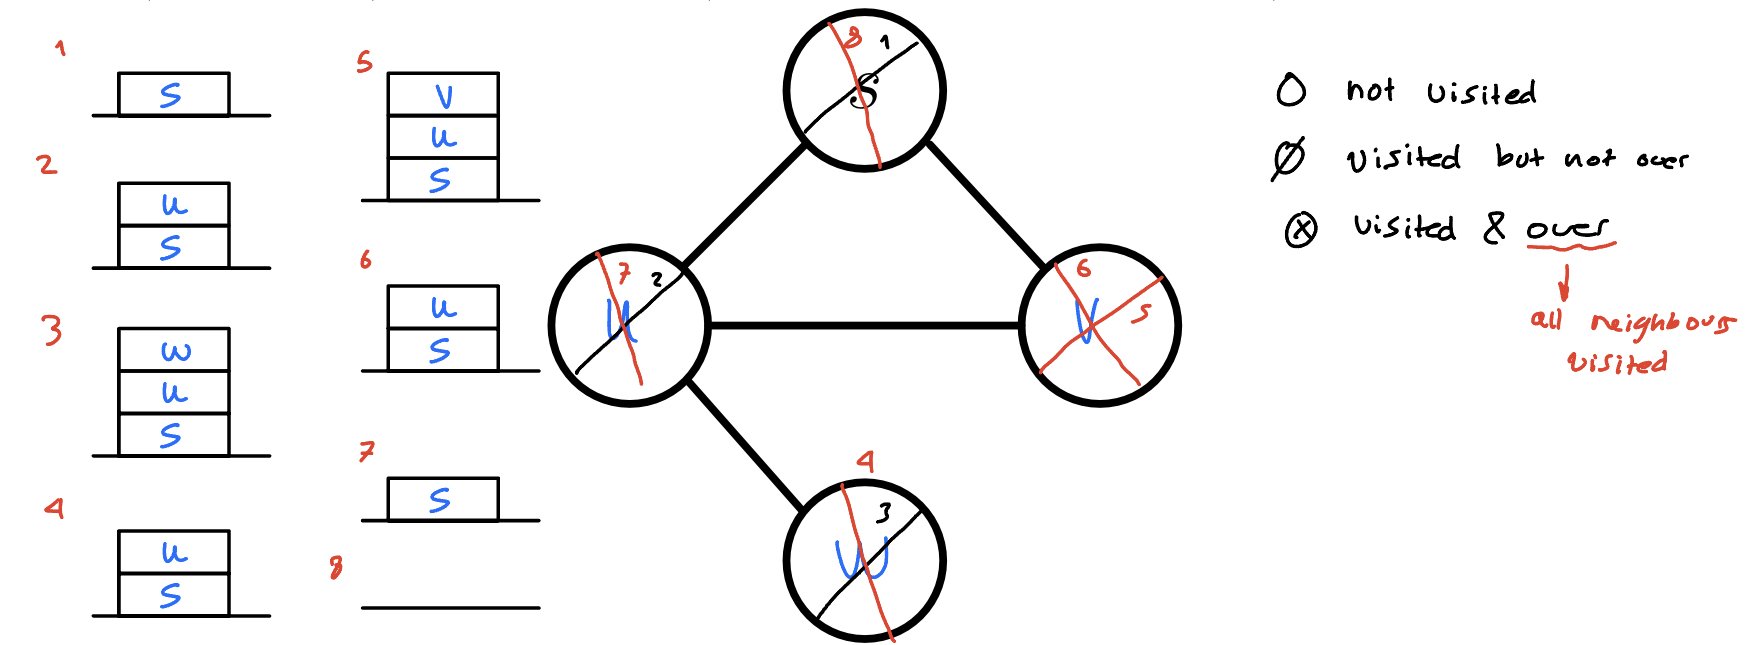 1
S
2
u
S
3
w
u
S
4
u
S
5
v
u
S
6
u
S
7
S
8
8 1
S
7 2
u
6
5
v
4
3
w
not visited
visited but not over
visited & over
all neighbours
visited